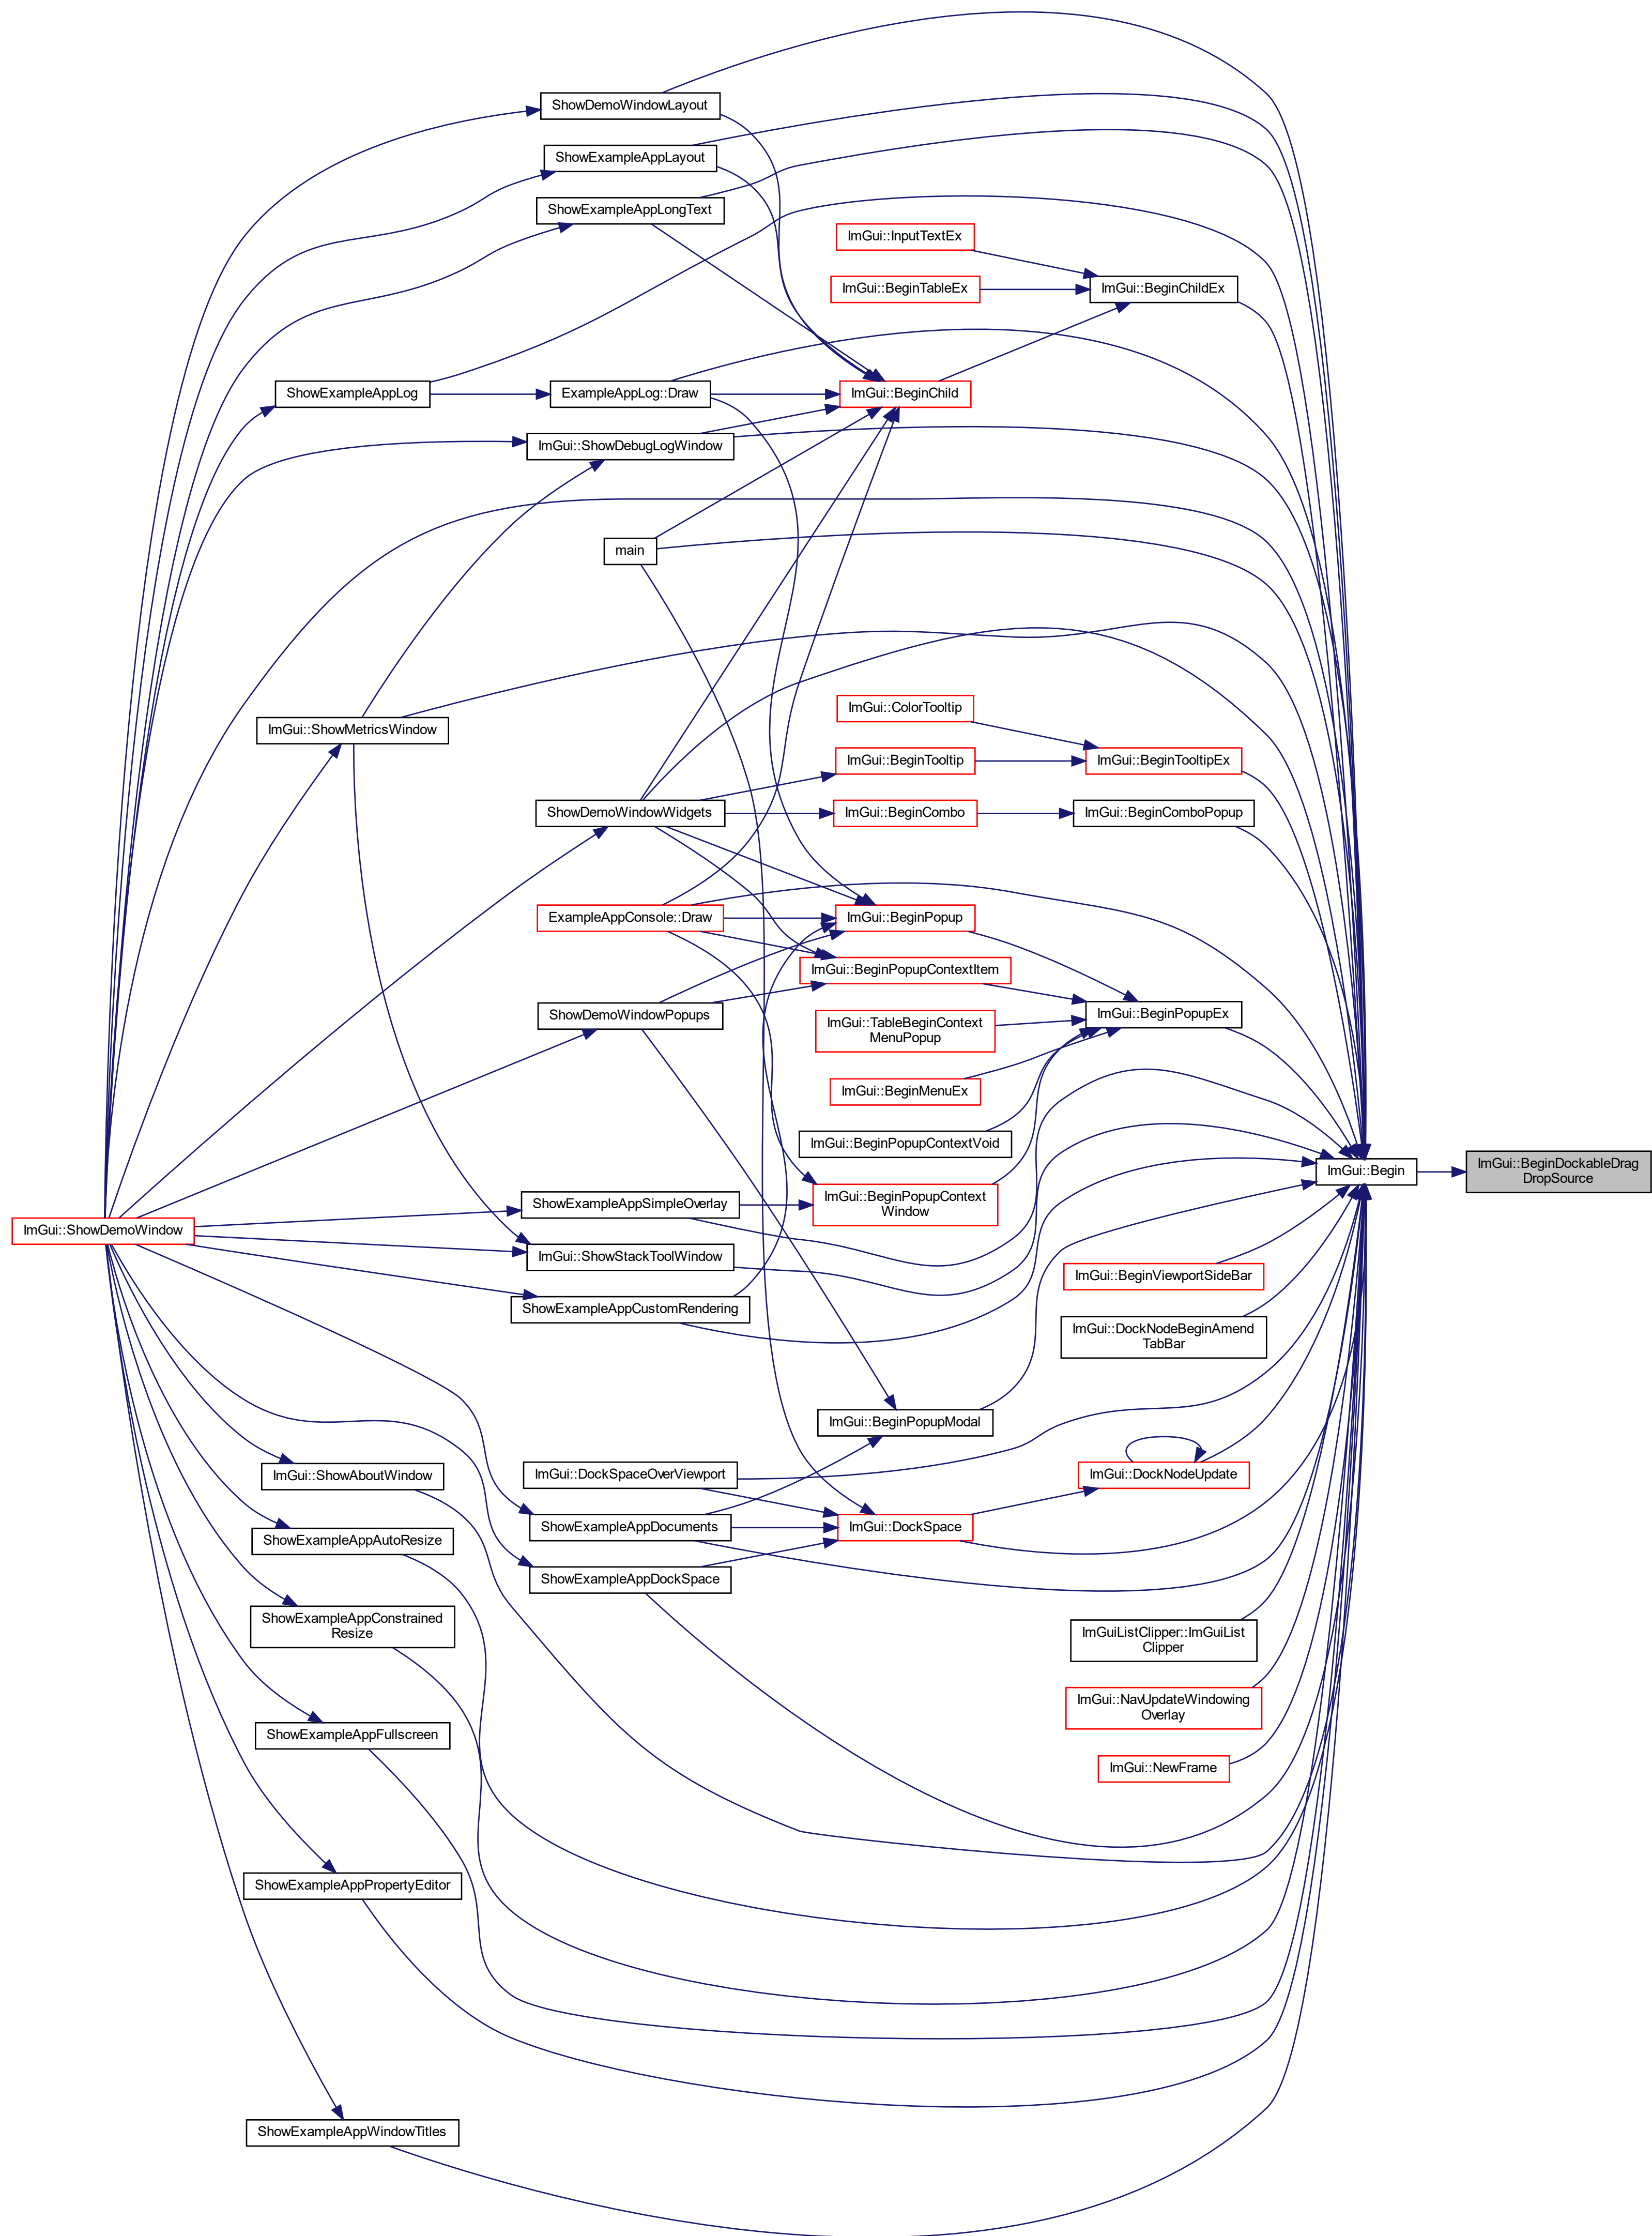 ShowDemoWindowLayout
ShowExampleAppLayout
ShowExampleAppLongText
ImGui::InputTextEx
ImGui::BeginTableEx
ImGui::BeginChildEx
ShowExampleAppLog
ExampleAppLog::Draw
ImGui::BeginChild
ImGui::ShowDebugLogWindow
main
ImGui::ColorTooltip
ImGui::ShowMetricsWindow
ImGui::BeginTooltip
ImGui::BeginTooltipEx
ShowDemoWindowWidgets
ImGui::BeginCombo
ImGui::BeginComboPopup
ExampleAppConsole::Draw
ImGui::BeginPopup
ImGui::BeginPopupContextItem
ShowDemoWindowPopups
ImGui::BeginPopupEx
ImGui::TableBeginContext
MenuPopup
ImGui::BeginMenuEx
ImGui::BeginPopupContextVoid
ImGui::Begin
ImGui::BeginDockableDrag
DropSource
ShowExampleAppSimpleOverlay
ImGui::BeginPopupContext
Window
ImGui::ShowDemoWindow
ImGui::ShowStackToolWindow
ImGui::BeginViewportSideBar
ShowExampleAppCustomRendering
ImGui::DockNodeBeginAmend
TabBar
ImGui::BeginPopupModal
ImGui::ShowAboutWindow
ImGui::DockSpaceOverViewport
ImGui::DockNodeUpdate
ShowExampleAppDocuments
ImGui::DockSpace
ShowExampleAppAutoResize
ShowExampleAppDockSpace
ShowExampleAppConstrained
Resize
ImGuiListClipper::ImGuiList
Clipper
ImGui::NavUpdateWindowing
Overlay
ShowExampleAppFullscreen
ImGui::NewFrame
ShowExampleAppPropertyEditor
ShowExampleAppWindowTitles